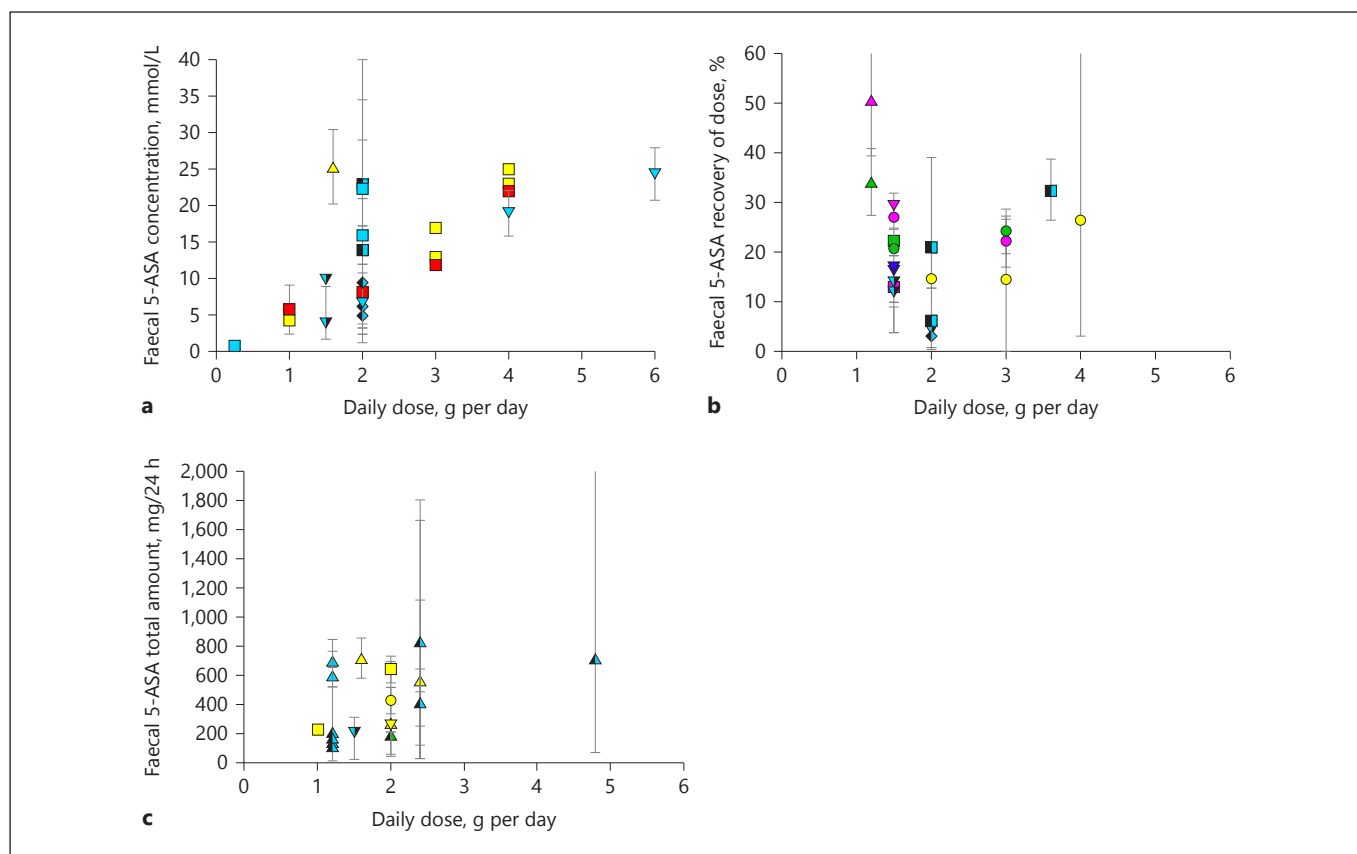 Faecal 5-ASA concentration, mmol/L
40
35
30
25
20
15
10
5
0
0 1 2 3 4 5 6
Daily dose, g per day
a
Faecal 5-ASA recovery of dose, %
60
50
40
30
20
10
0
0 1 2 3 4 5 6
Daily dose, g per day
b
Faecal 5-ASA total amount, mg/24 h
2,000
1,800
1,600
1,400
1,200
1,000
800
600
400
200
0
0 1 2 3 4 5 6
Daily dose, g per day
c